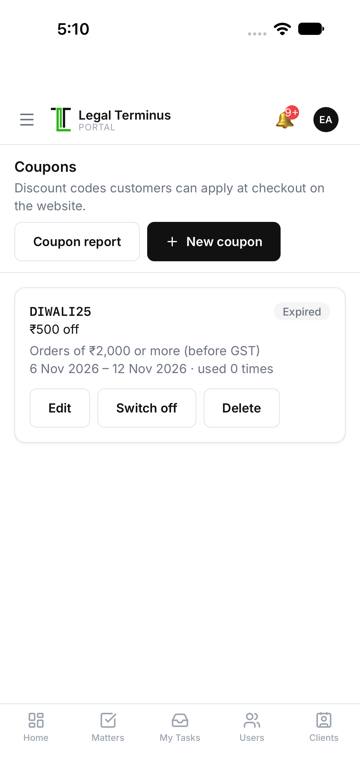 5:10
Legal Terminus
PORTAL
9+
EA
Coupons
Discount codes customers can apply at checkout on
the website.
Coupon report
+ New coupon
DIWALI25
Expired
₹500 off
Orders of ₹2,000 or more (before GST)
6 Nov 2026 – 12 Nov 2026 · used 0 times
Edit
Switch off
Delete
Home
Matters
My Tasks
Users
Clients